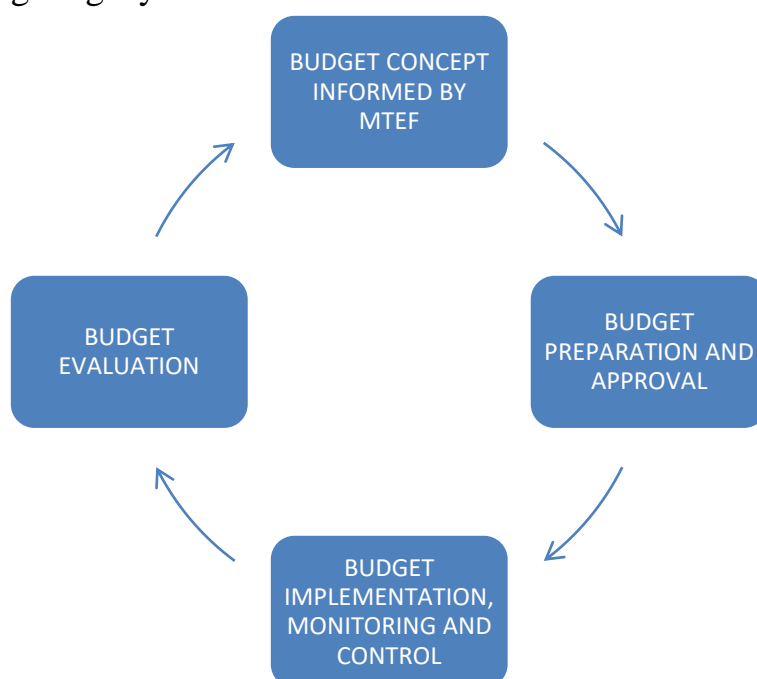 BUDGET CONCEPT
INFORMED BY
MTEF
BUDGET
PREPARATION AND
APPROVAL
BUDGET
IMPLEMENTATION,
MONITORING AND
CONTROL
BUDGET
EVALUATION